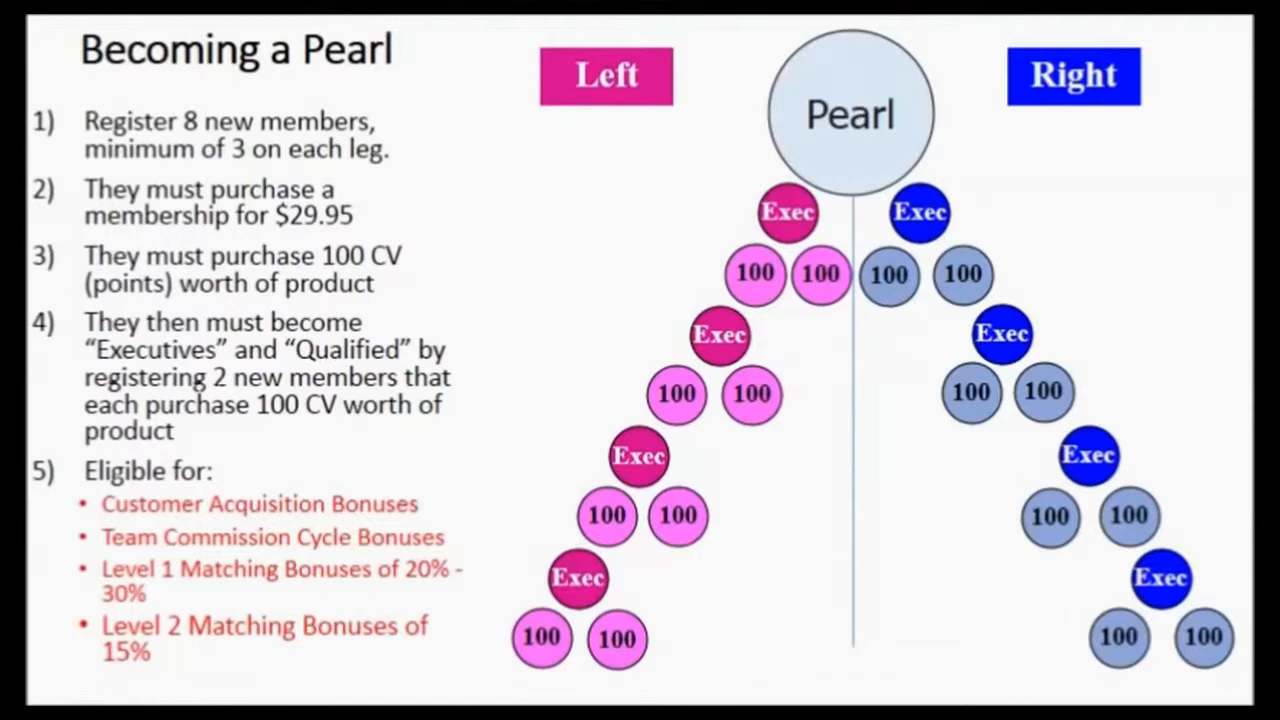 Becoming a Pearl
1) Register 8 new members,
minimum of 3 on each leg.
2) They must purchase a
membership for $29.95
3) They must purchase 100 CV
(points) worth of product
4) They then must become
“Executives” and “Qualified” by
registering 2 new members that
each purchase 100 CV worth of
product
5) Eligible for:
• Customer Acquisition Bonuses
• Team Commission Cycle Bonuses
• Level 1 Matching Bonuses of 20% -
30%
• Level 2 Matching Bonuses of
15%
Left
Right
Pearl
Exec Exec
100 100 100 100
Exec Exec
100 100 100 100
Exec Exec
100 100 100 100
Exec Exec
100 100 100 100